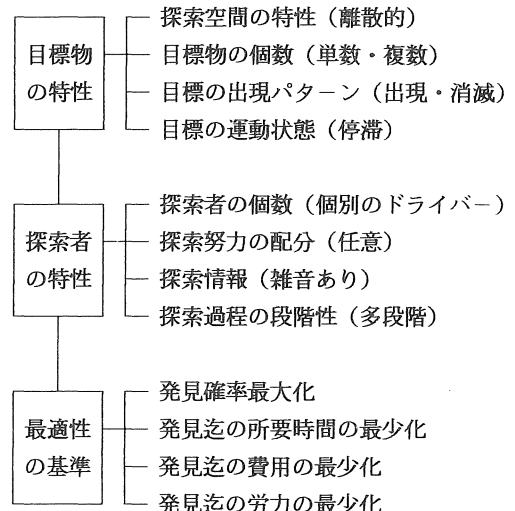 目標物
の特性
探索空間の特性（離散的）
目標物の個数（単数・複数）
目標の出現パターン（出現・消滅）
目標の運動状態（停滞）
探索者
の特性
探索者の個数（個別のドライバー）
探索努力の配分（任意）
探索情報（雑音あり）
探索過程の段階性（多段階）
最適性
の基準
発見確率最大化
発見迄の所要時間の最少化
発見迄の費用の最少化
発見迄の労力の最少化